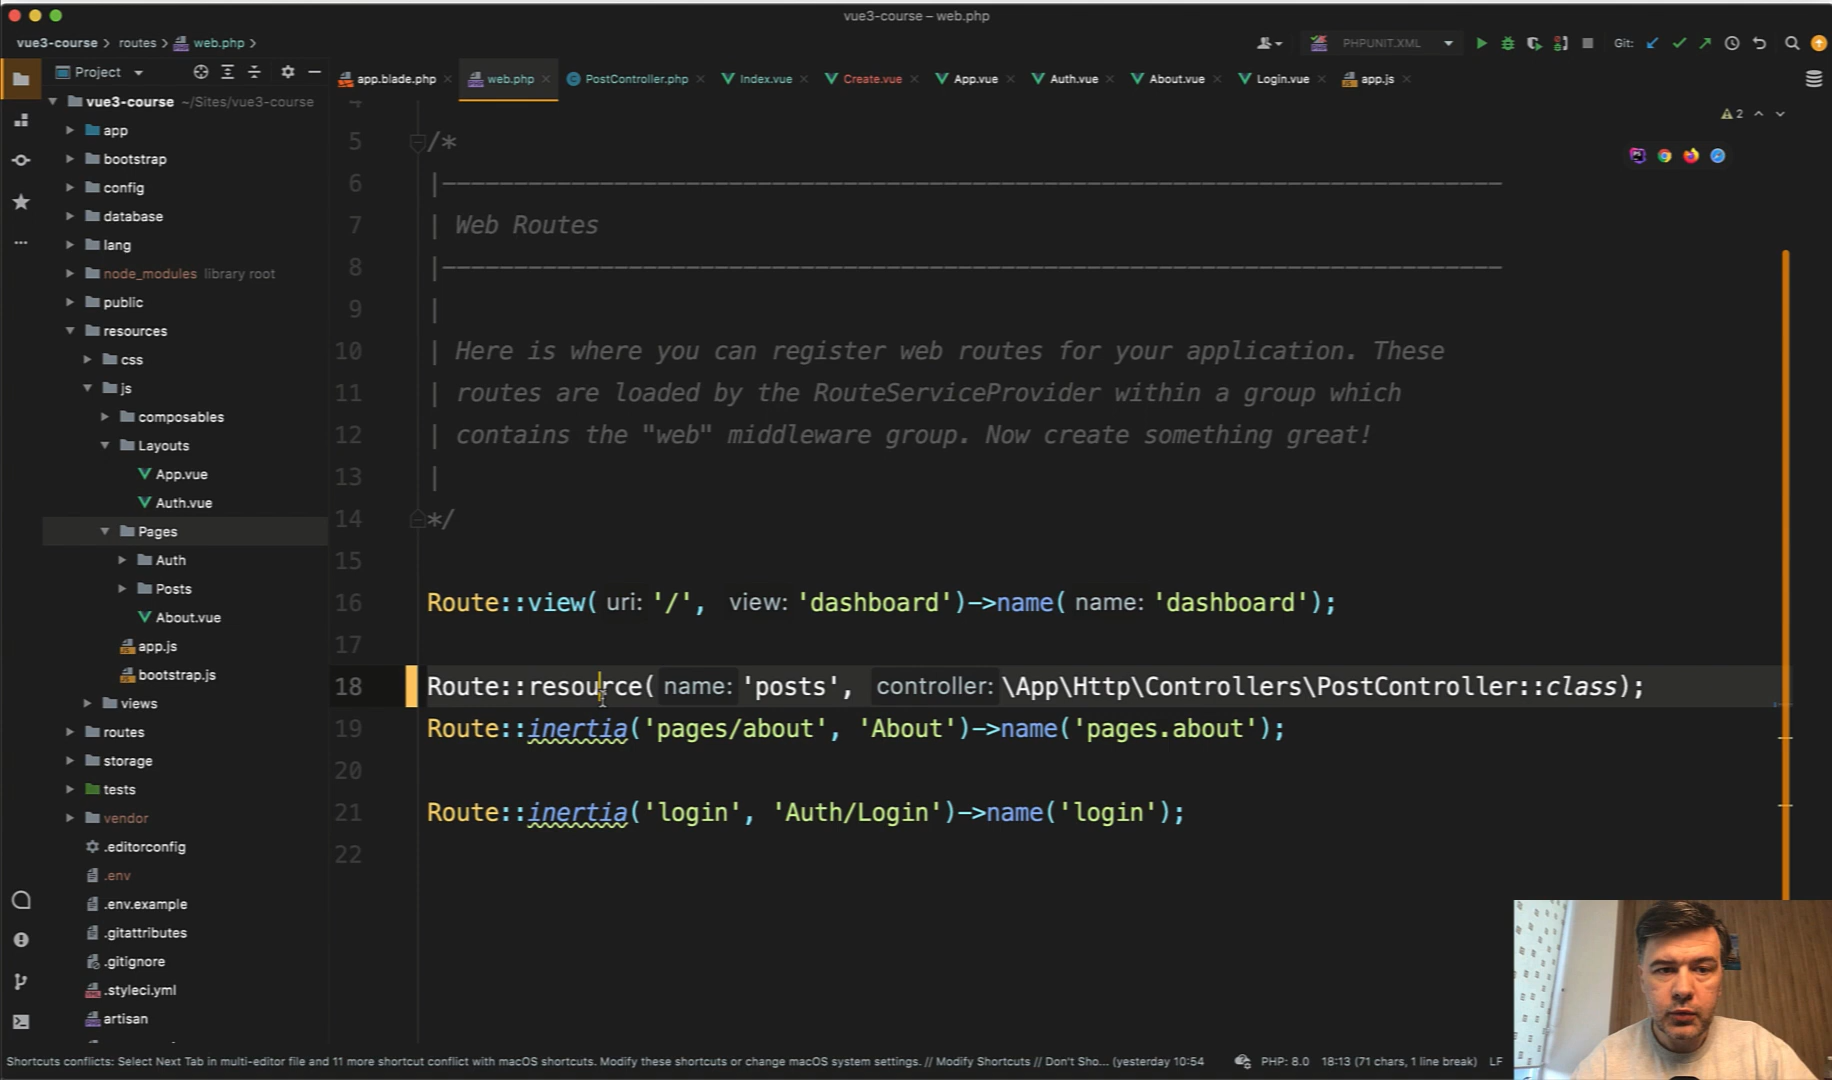 vue3-course – web.php
vue3-course > routes > web.php >
PHPUNIT.XML
Git:
Project
app.blade.php
web.php
PostController.php
Index.vue
Create.vue
App.vue
Auth.vue
About.vue
Login.vue
app.js
vue3-course ~/Sites/vue3-course
app
bootstrap
config
database
lang
node_modules library root
public
resources
css
js
composables
Layouts
App.vue
Auth.vue
Pages
Auth
Posts
About.vue
app.js
bootstrap.js
views
routes
storage
tests
vendor
.editorconfig
.env
.env.example
.gitattributes
.gitignore
.styleci.yml
artisan
2
4
5 /*
6 |
7 | Web Routes
8 |
9 |
10 | Here is where you can register web routes for your application. These
11 | routes are loaded by the RouteServiceProvider within a group which
12 | contains the "web" middleware group. Now create something great!
13 |
14 */
15
16 Route::view( uri: '/', view: 'dashboard')->name( name: 'dashboard');
17
18 Route::resource( name: 'posts', controller: \App\Http\Controllers\PostController::class);
19 Route::inertia('pages/about', 'About')->name('pages.about');
20
21 Route::inertia('login', 'Auth/Login')->name('login');
22
Shortcuts conflicts: Select Next Tab in multi-editor file and 11 more shortcut conflict with macOS shortcuts. Modify these shortcuts or change macOS system settings. // Modify Shortcuts // Don't Sho... (yesterday 10:54
PHP: 8.0 18:13 (71 chars, 1 line break) LF